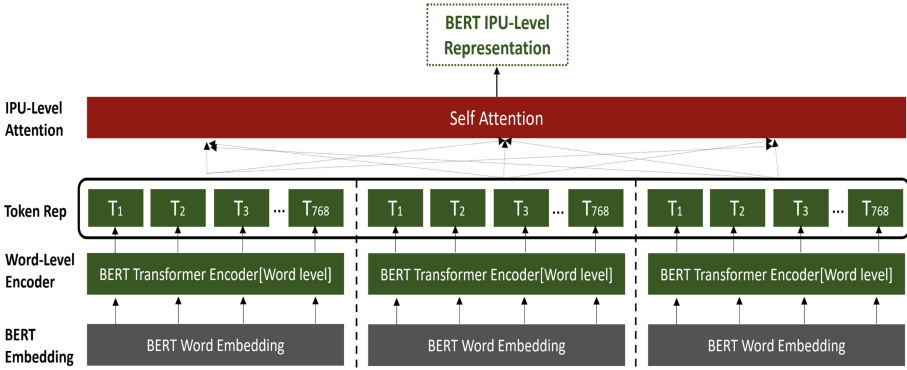 BERT IPU-Level
Representation
IPU-Level
Attention
Self Attention
Token Rep
T1 T2 T3 ... T768 T1 T2 T3 ... T768 T1 T2 T3 ... T768
Word-Level
Encoder
BERT Transformer Encoder[Word level] BERT Transformer Encoder[Word level] BERT Transformer Encoder[Word level]
BERT
Embedding
BERT Word Embedding BERT Word Embedding BERT Word Embedding